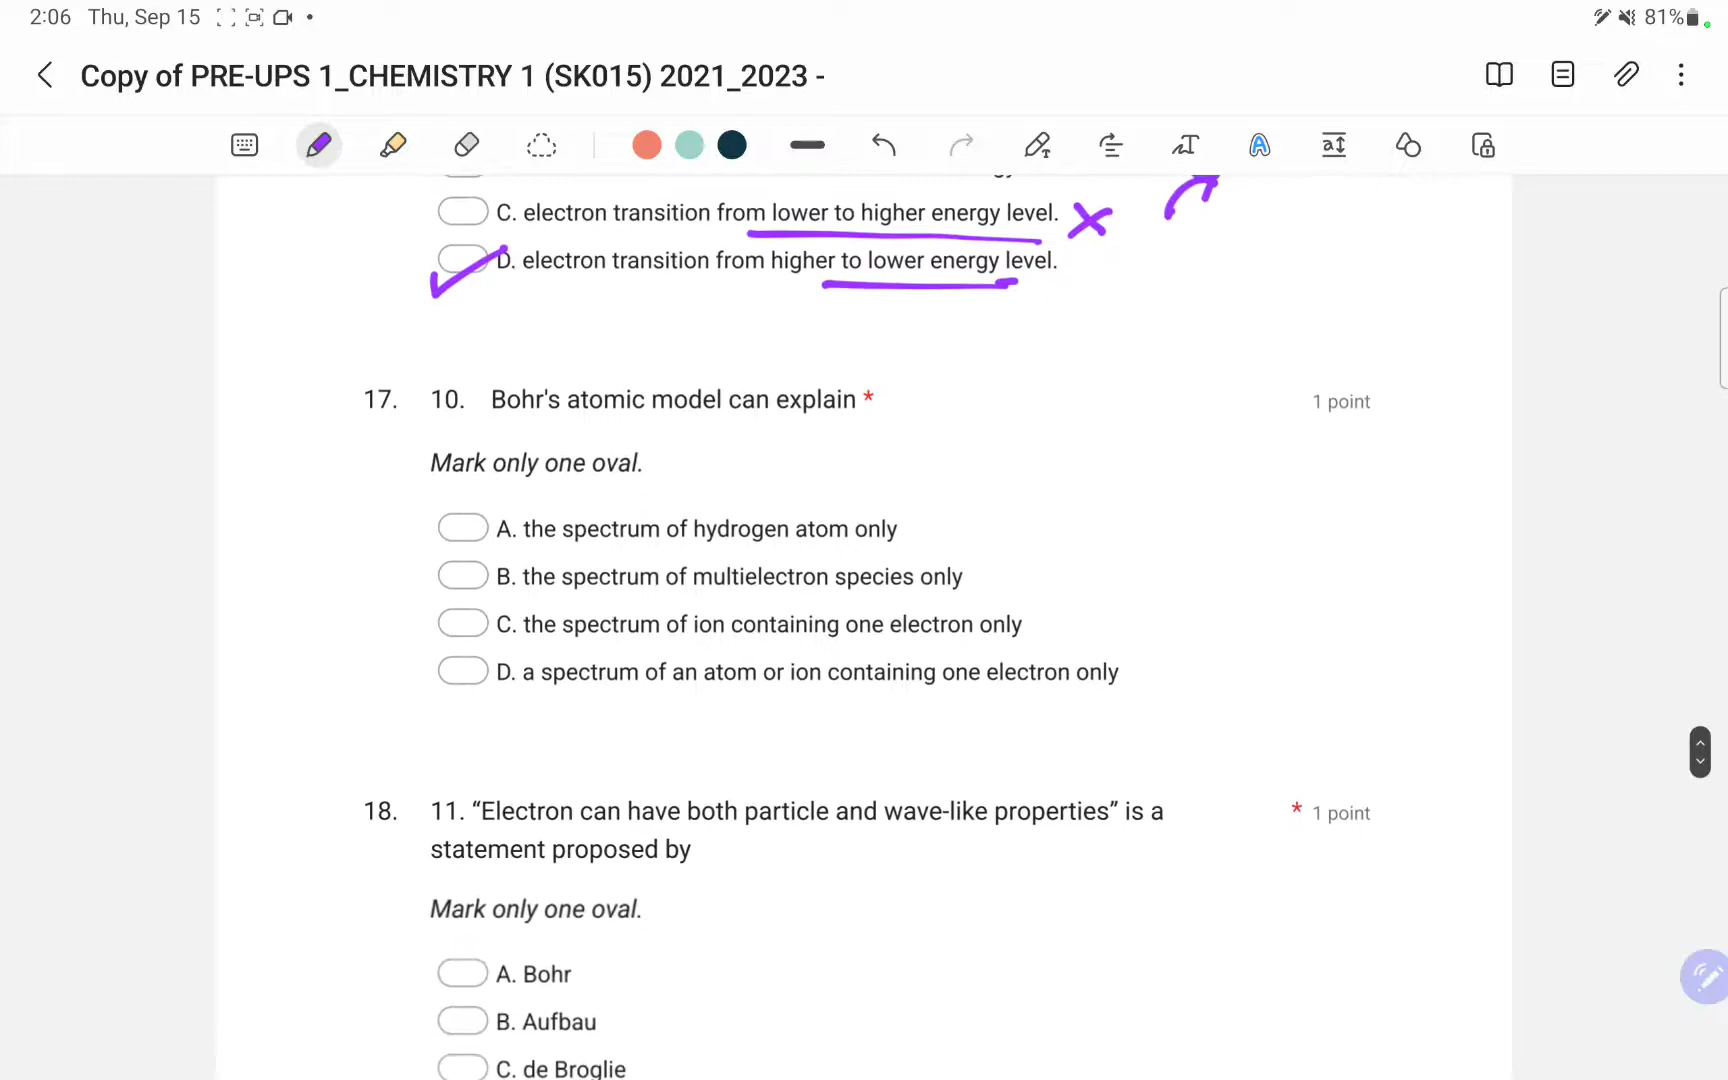 2:06 Thu, Sep 15 81%
Copy of PRE-UPS 1_CHEMISTRY 1 (SK015) 2021_2023 -
C. electron transition from lower to higher energy level.
D. electron transition from higher to lower energy level.
17. 10. Bohr's atomic model can explain * 1 point
Mark only one oval.
A. the spectrum of hydrogen atom only
B. the spectrum of multielectron species only
C. the spectrum of ion containing one electron only
D. a spectrum of an atom or ion containing one electron only
18. 11. “Electron can have both particle and wave-like properties” is a * 1 point
statement proposed by
Mark only one oval.
A. Bohr
B. Aufbau
C. de Broglie